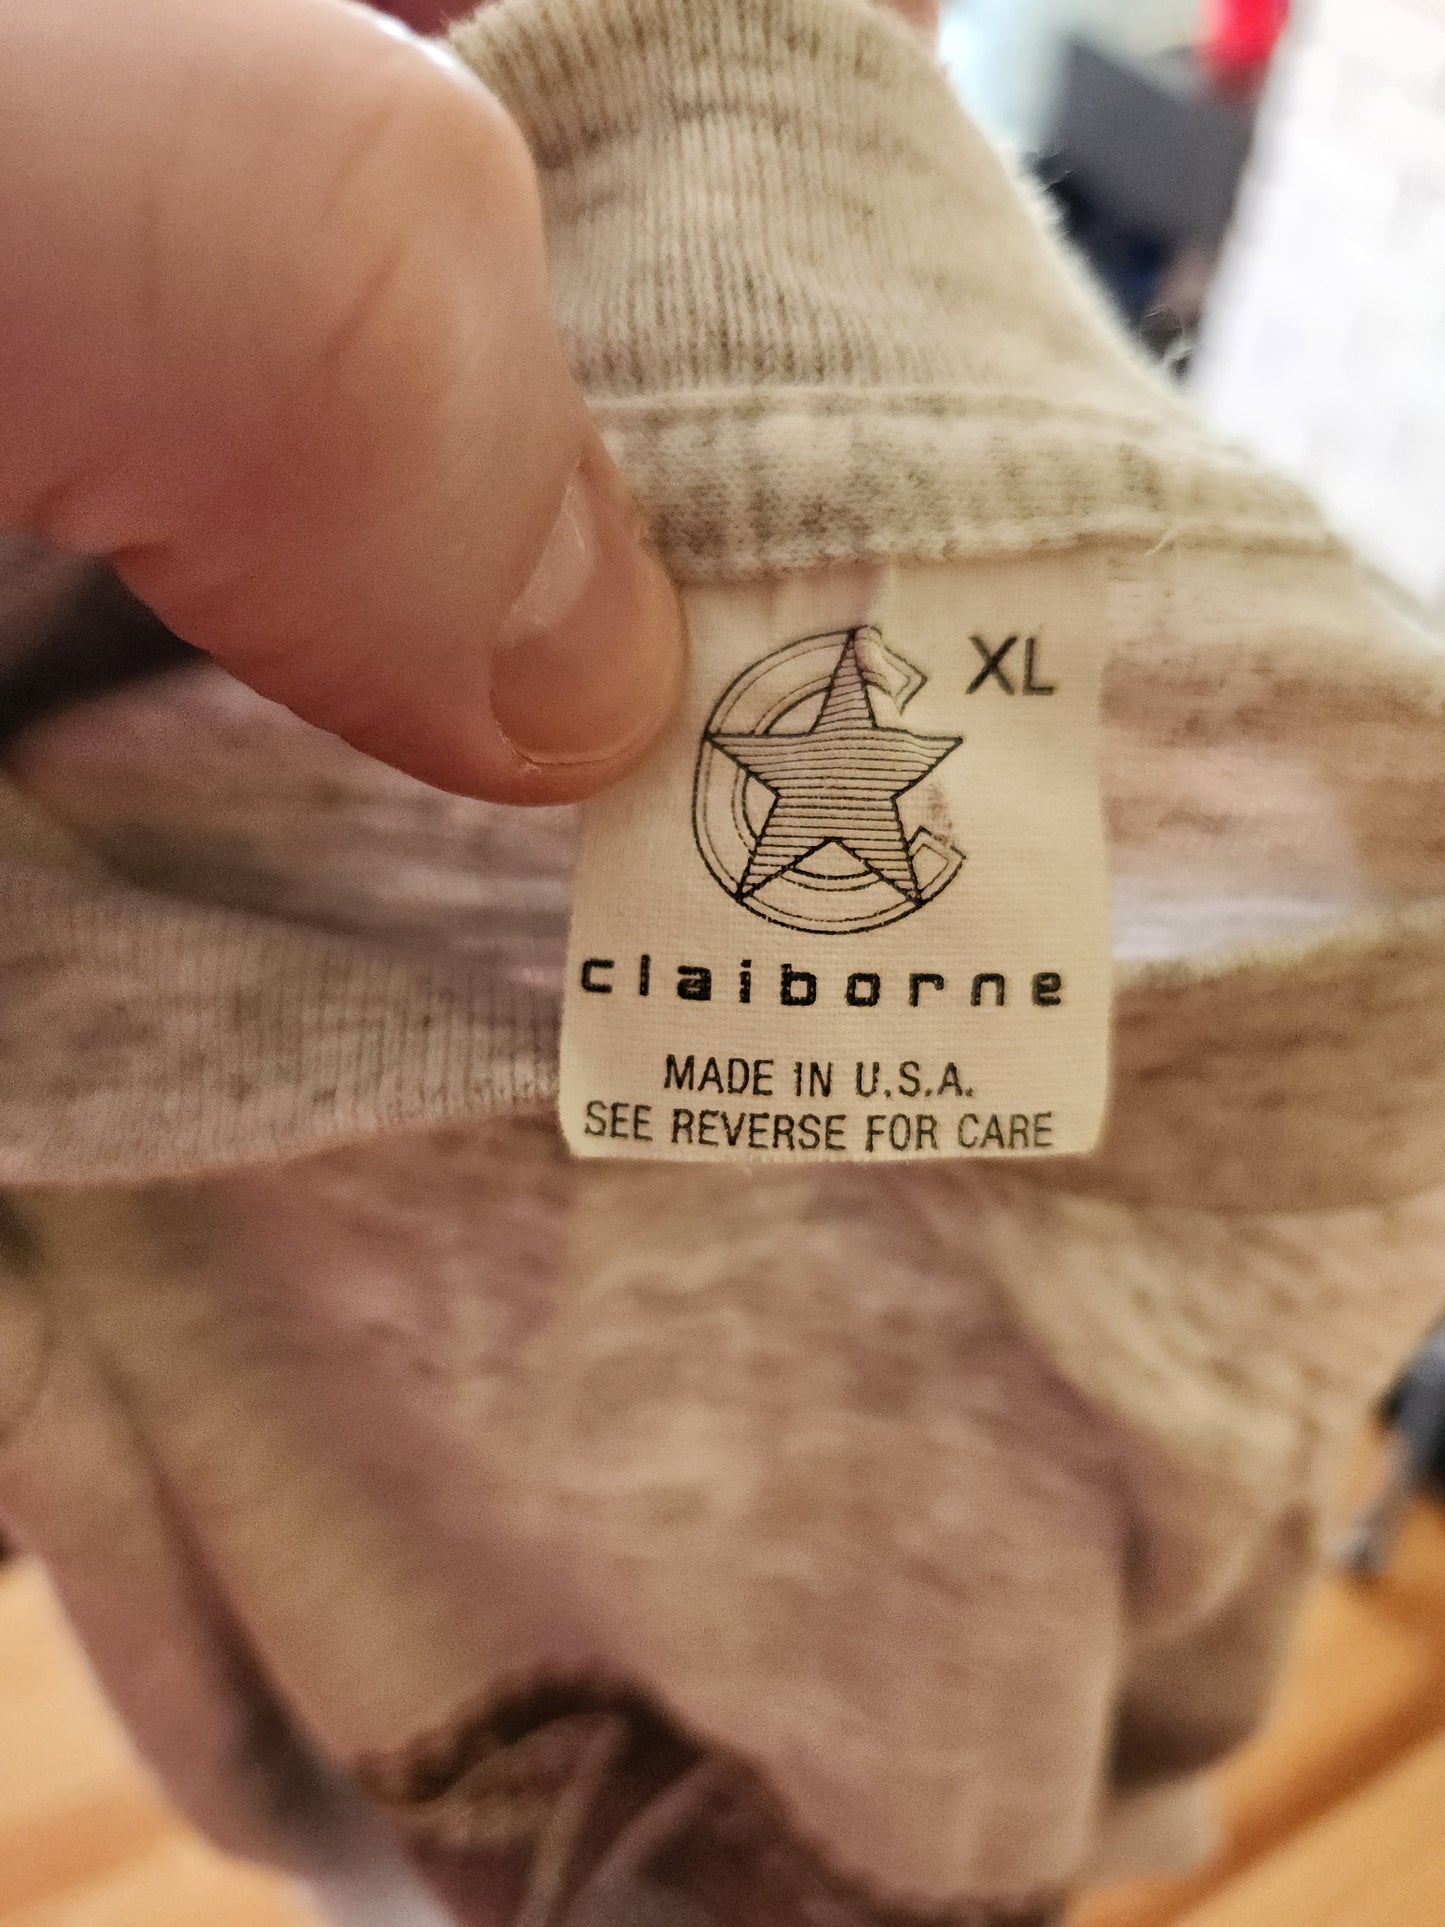 XL
claiborne
MADE IN U.S.A.
SEE REVERSE FOR CARE